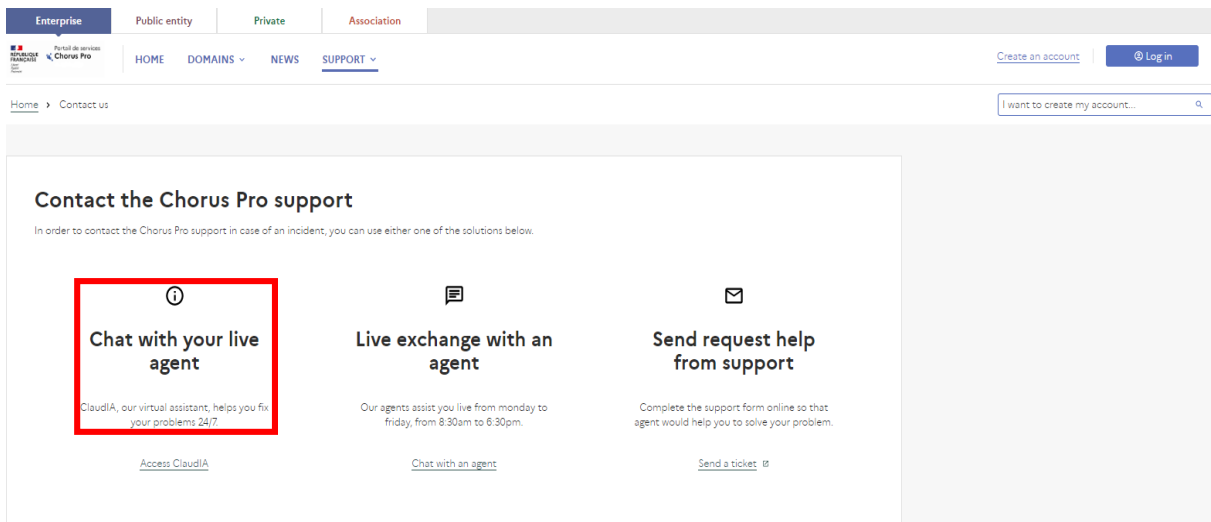 Enterprise Public entity Private Association
RÉPUBLIQUE
FRANÇAISE
Portail de services
Chorus Pro
HOME DOMAINS NEWS SUPPORT
Create an account Log in
Home > Contact us
I want to create my account...
Contact the Chorus Pro support
In order to contact the Chorus Pro support in case of an incident, you can use either one of the solutions below.
Chat with your live
agent
ClaudIA, our virtual assistant, helps you fix
your problems 24/7.
Access ClaudIA
Live exchange with an
agent
Our agents assist you live from monday to
friday, from 8:30am to 6:30pm.
Chat with an agent
Send request help
from support
Complete the support form online so that
agent would help you to solve your problem.
Send a ticket